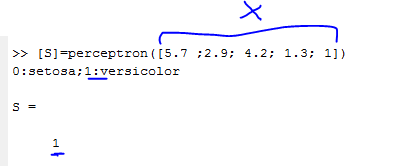 X
>> [S]=perceptron([5.7 ;2.9; 4.2; 1.3; 1])
0:setosa;1:versicolor
S =
1